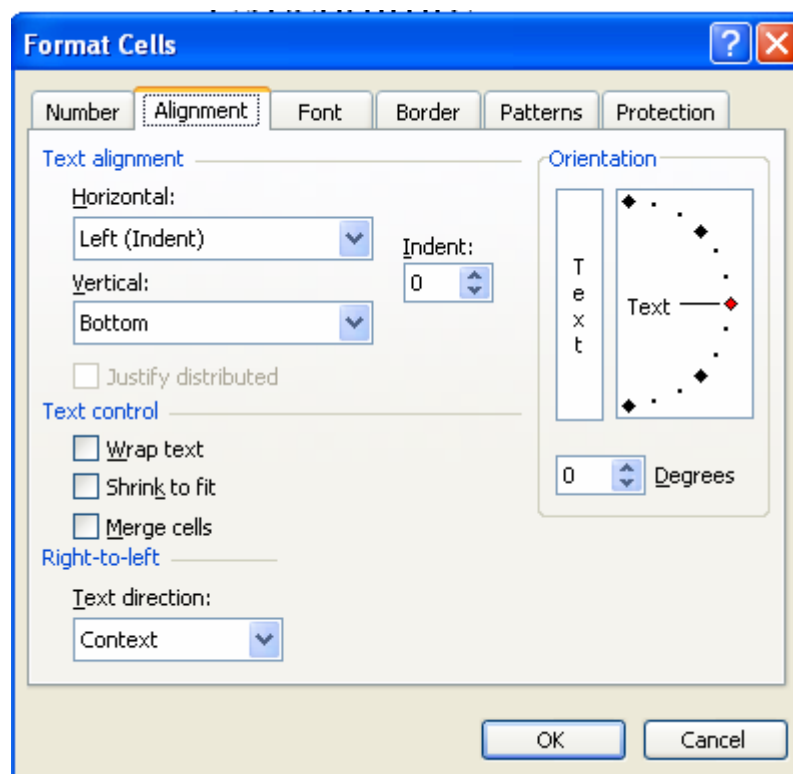 Format Cells
Number Alignment Font Border Patterns Protection
Text alignment
Horizontal:
Left (Indent)
Indent:
0
Vertical:
Bottom
Justify distributed
Text control
Wrap text
Shrink to fit
Merge cells
Right-to-left
Text direction:
Context
Orientation
Text
Text
0 Degrees
OK Cancel